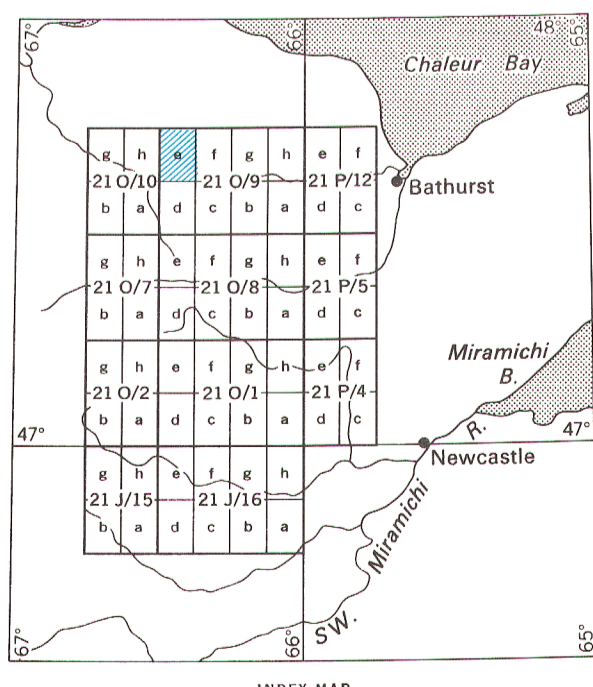 67° 66° 48° 65°
Chaleur Bay
g h e f g h e f
21 O/10 21 O/9 21 P/12
b a d c b a d c
Bathurst
g h e f g h e f
21 O/7 21 O/8 21 P/5
b a d c b a d c
Miramichi
B.
g h e f g h e f
21 O/2 21 O/1 21 P/4
b a d c b a d c
R.
47° 47°
Newcastle
g h e f g h
21 J/15 21 J/16
b a d c b a
Miramichi
SW.
67° 66° 65°
INDEX MAP